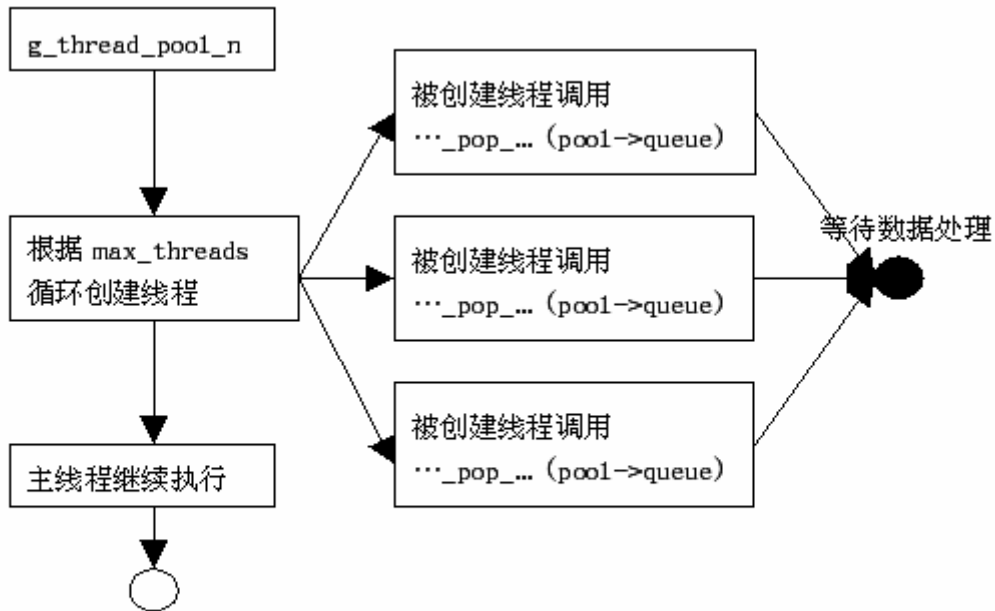 g_thread_pool_n
根据 max_threads
循环创建线程
主线程继续执行
被创建线程调用
…_pop_… (pool->queue)
被创建线程调用
…_pop_… (pool->queue)
被创建线程调用
…_pop_… (pool->queue)
等待数据处理